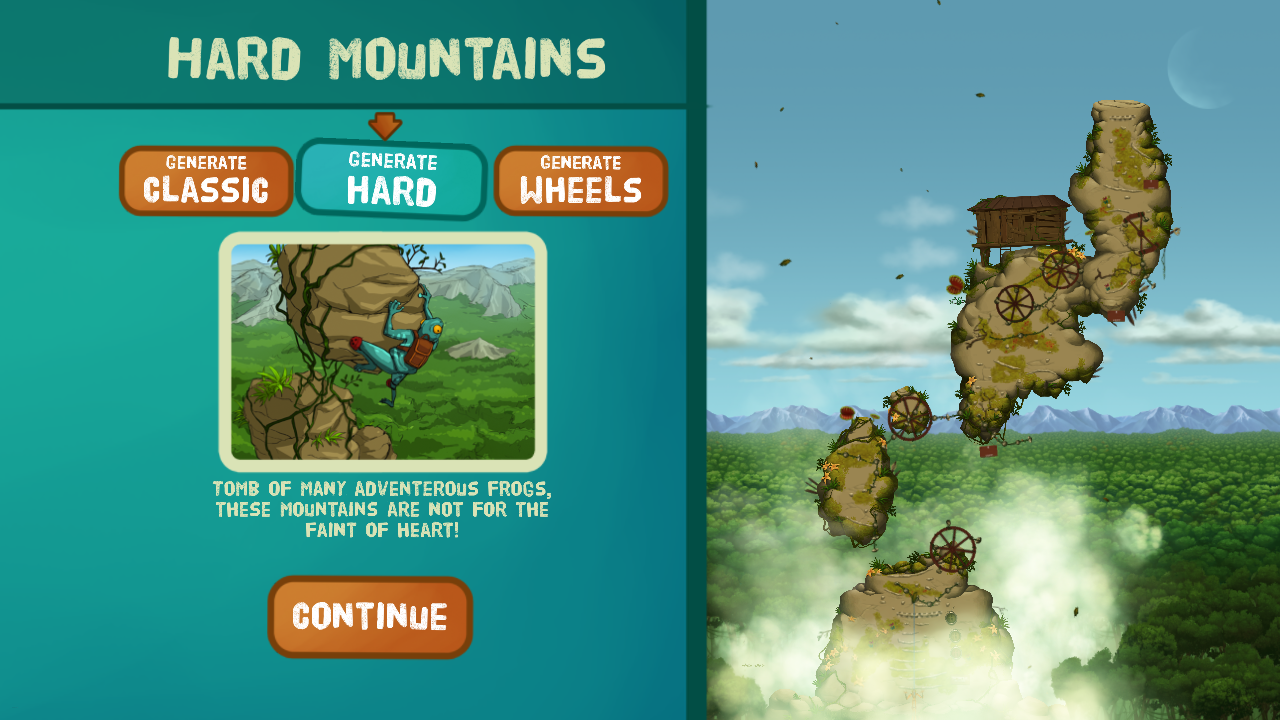 HARD MOUNTAINS
GENERATE
CLASSIC
GENERATE
HARD
GENERATE
WHEELS
TOMB OF MANY ADVENTEROUS FROGS,
THESE MOUNTAINS ARE NOT FOR THE
FAINT OF HEART!
CONTINUE